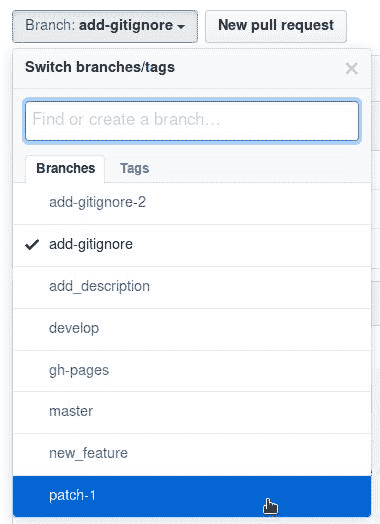 Branch: add-gitignore New pull request
Switch branches/tags
Find or create a branch...
Branches Tags
add-gitignore-2
add-gitignore
add_description
develop
gh-pages
master
new_feature
patch-1